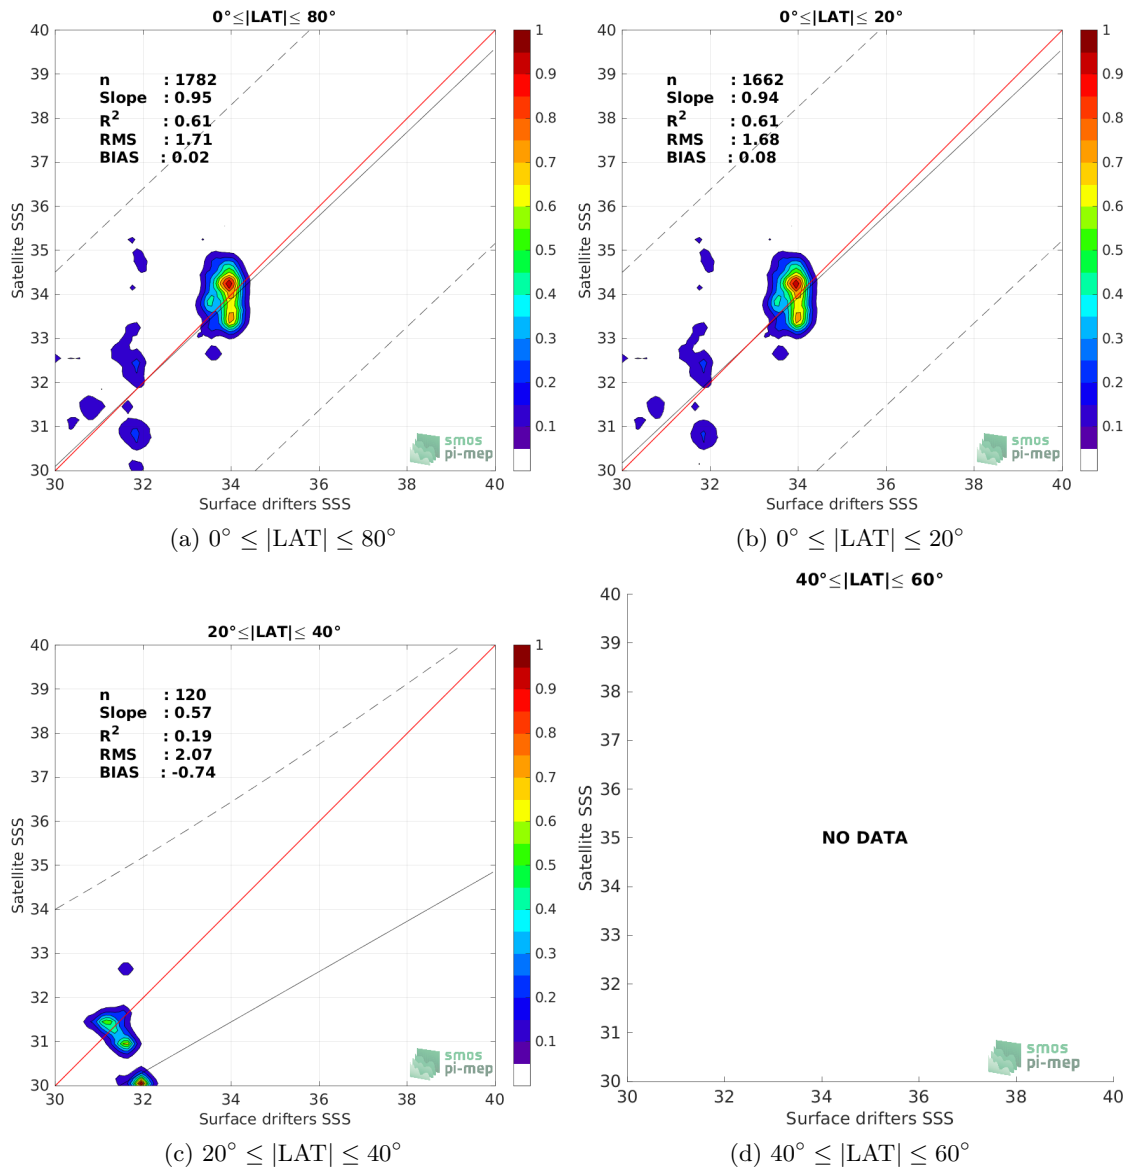 0°≤|LAT|≤ 80°
40
39
38
37
36
35
34
33
32
31
30
Satellite SSS
n : 1782
Slope : 0.95
R² : 0.61
RMS : 1.71
BIAS : 0.02
smos
pi-mep
30 32 34 36 38 40
Surface drifters SSS
1
0.9
0.8
0.7
0.6
0.5
0.4
0.3
0.2
0.1
(a) 0° ≤ |LAT| ≤ 80°
0°≤|LAT|≤ 20°
40
39
38
37
36
35
34
33
32
31
30
Satellite SSS
n : 1662
Slope : 0.94
R² : 0.61
RMS : 1.68
BIAS : 0.08
smos
pi-mep
30 32 34 36 38 40
Surface drifters SSS
1
0.9
0.8
0.7
0.6
0.5
0.4
0.3
0.2
0.1
(b) 0° ≤ |LAT| ≤ 20°
20°≤|LAT|≤ 40°
40
39
38
37
36
35
34
33
32
31
30
Satellite SSS
n : 120
Slope : 0.57
R² : 0.19
RMS : 2.07
BIAS : -0.74
smos
pi-mep
30 32 34 36 38 40
Surface drifters SSS
1
0.9
0.8
0.7
0.6
0.5
0.4
0.3
0.2
0.1
(c) 20° ≤ |LAT| ≤ 40°
40°≤|LAT|≤ 60°
40
39
38
37
36
35
34
33
32
31
30
Satellite SSS
NO DATA
smos
pi-mep
30 32 34 36 38 40
Surface drifters SSS
(d) 40° ≤ |LAT| ≤ 60°